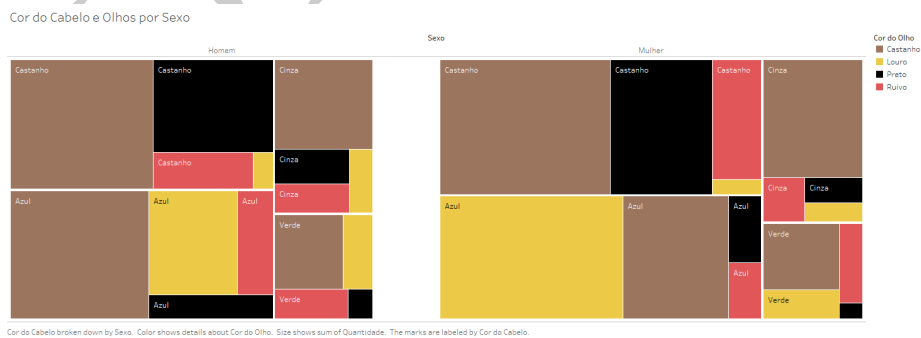 Cor do Cabelo e Olhos por Sexo
Sexo
Homem
Mulher
Cor do Olho
Castanho
Louro
Preto
Ruivo
Castanho
Castanho
Cinza
Castanho
Cinza
Cinza
Azul
Azul
Azul
Verde
Azul
Verde
Castanho
Castanho
Castanho
Cinza
Cinza
Cinza
Azul
Azul
Azul
Verde
Azul
Verde
Cor do Cabelo broken down by Sexo. Color shows details about Cor do Olho. Size shows sum of Quantidade. The marks are labeled by Cor do Cabelo.